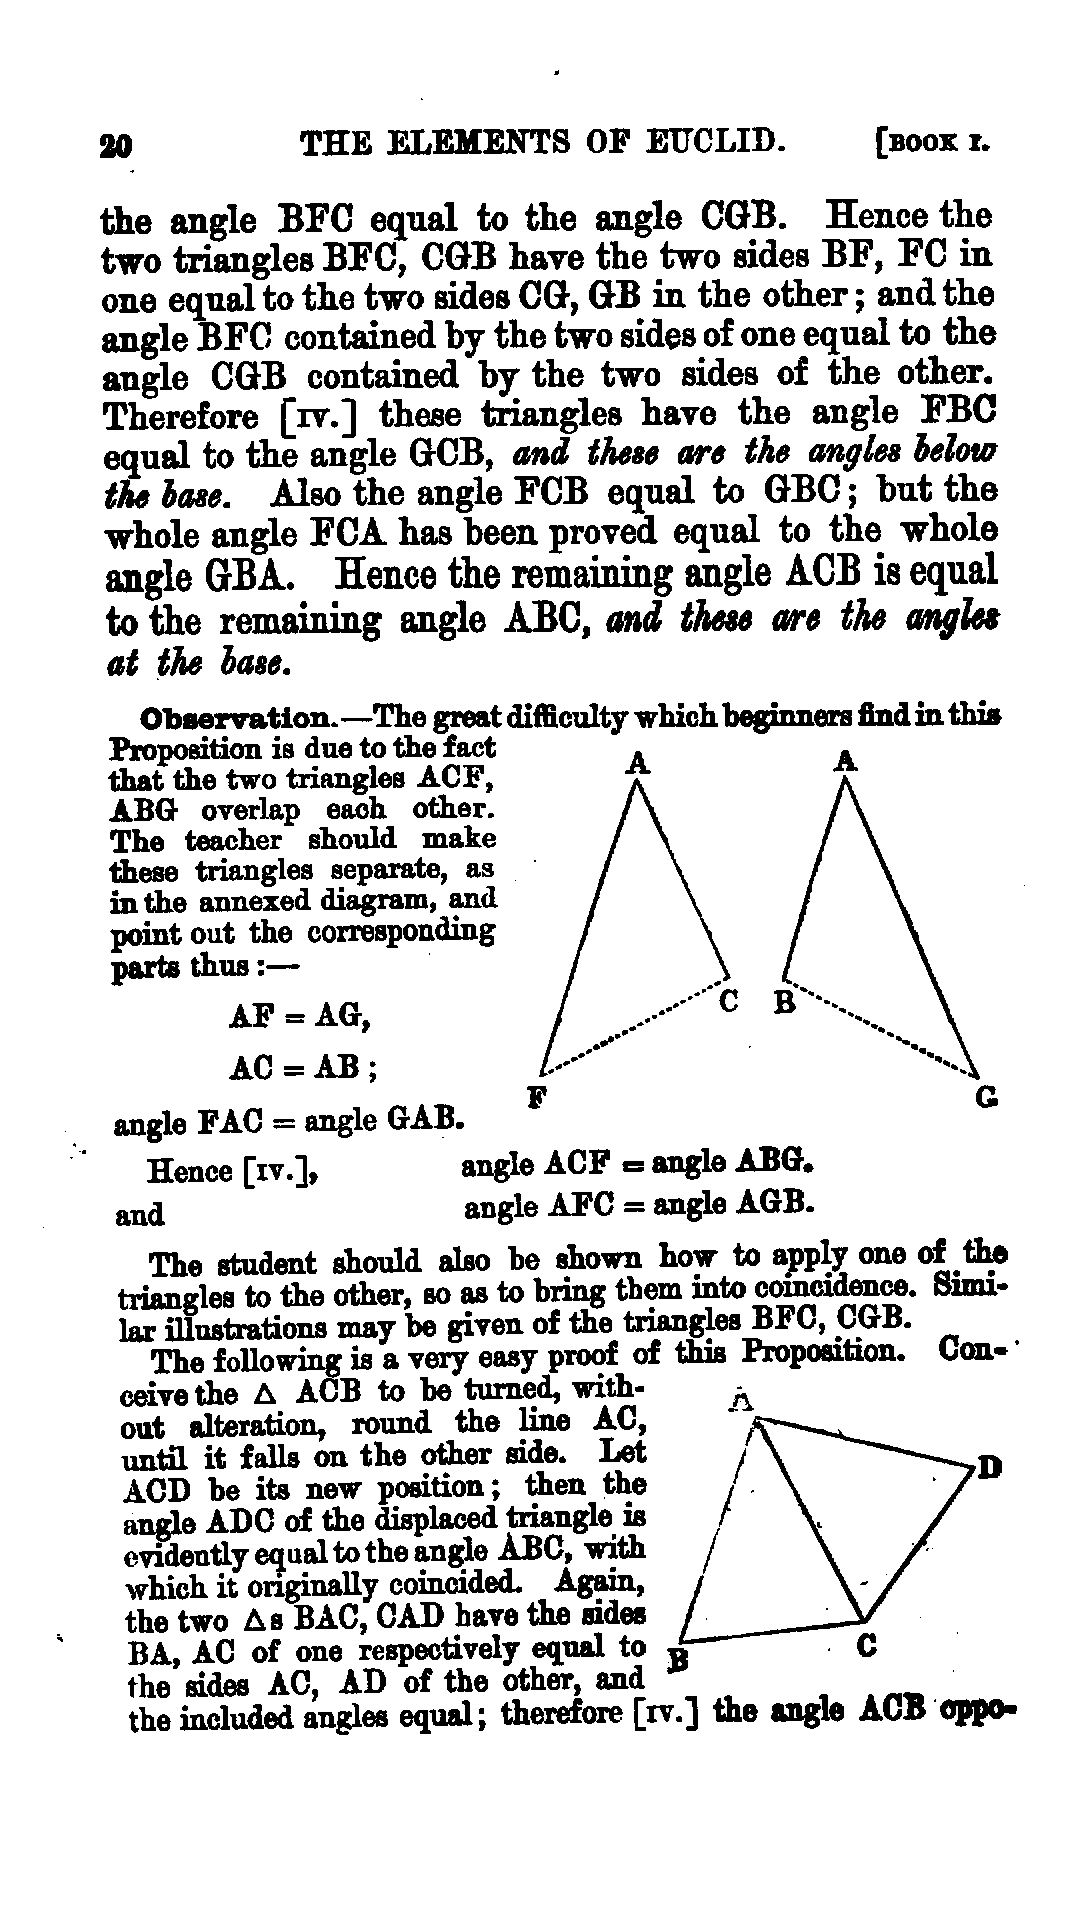 20 THE ELEMENTS OF EUCLID. [BOOK I.
the angle BFC equal to the angle CGB. Hence the
two triangles BFC, CGB have the two sides BF, FC in
one equal to the two sides CG, GB in the other; and the
angle BFC contained by the two sides of one equal to the
angle CGB contained by the two sides of the other.
Therefore [IV.] these triangles have the angle FBC
equal to the angle GCB, and these are the angles below
the base. Also the angle FCB equal to GBC; but the
whole angle FCA has been proved equal to the whole
angle GBA. Hence the remaining angle ACB is equal
to the remaining angle ABC, and these are the angles
at the base.
Observation.—The great difficulty which beginners find in this
Proposition is due to the fact
that the two triangles ACF,
ABG overlap each other.
The teacher should make
these triangles separate, as
in the annexed diagram, and
point out the corresponding
parts thus:—
A A
C B
F G
AF = AG,
AC = AB;
angle FAC = angle GAB.
Hence [IV.], angle ACF = angle ABG.
and angle AFC = angle AGB.
The student should also be shown how to apply one of the
triangles to the other, so as to bring them into coincidence. Simi-
lar illustrations may be given of the triangles BFC, CGB.
The following is a very easy proof of this Proposition. Con-
ceive the △ ACB to be turned, with-
out alteration, round the line AC,
until it falls on the other side. Let
ACD be its new position; then the
angle ADC of the displaced triangle is
evidently equal to the angle ABC, with
which it originally coincided. Again,
the two △s BAC, CAD have the sides
BA, AC of one respectively equal to
the sides AC, AD of the other, and
the included angles equal; therefore [IV.] the angle ACB oppo-
A
D
B
C